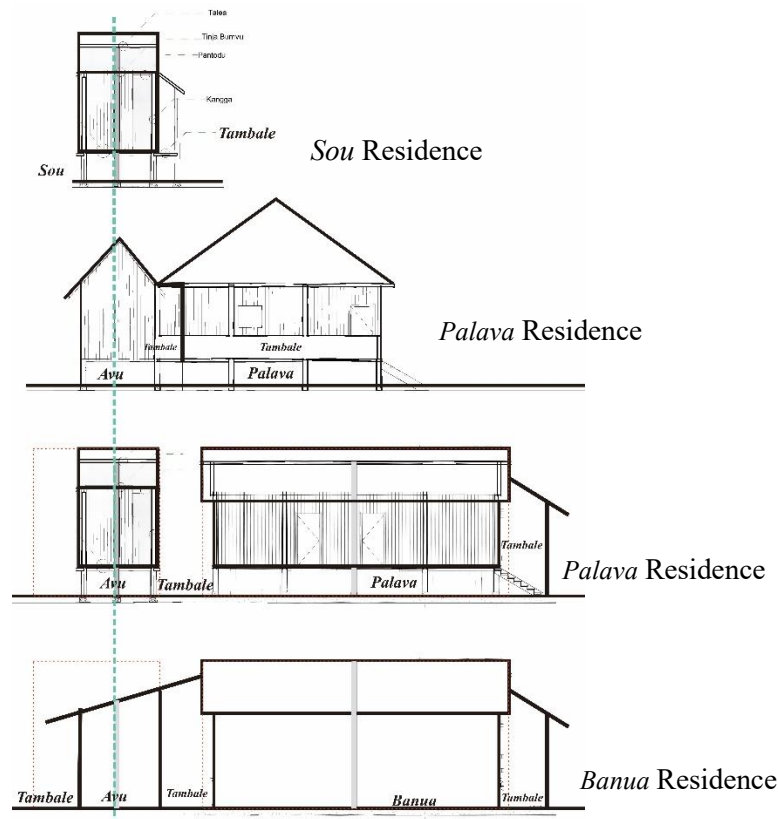 Talea
Tinja Bumvu
Pantodu
Kangga
Tambale
Sou Residence
Sou
Palava Residence
Tambale Tambale
Avu Palava
Tambale
Avu Tambale Palava Palava Residence
Banua Residence
Tambale Avu Tambale Banua Tambale